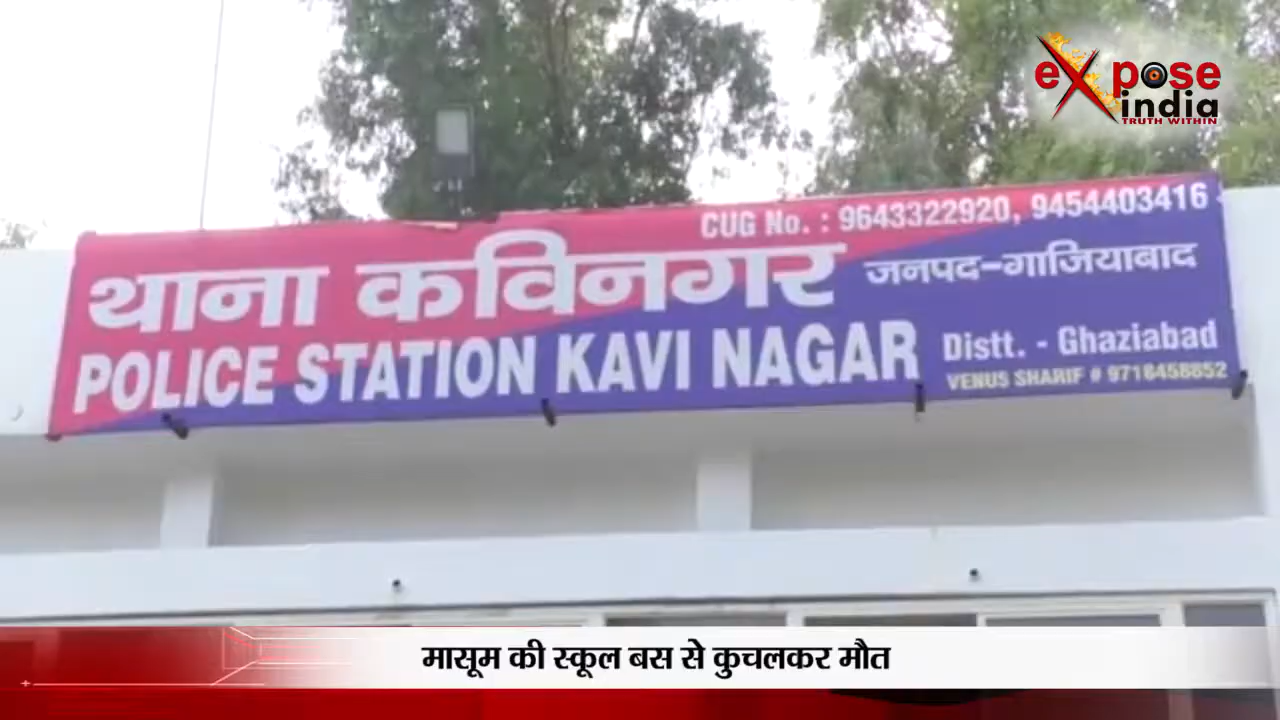 expose
india
TRUTH WITHIN
CUG No. : 9643322920, 9454403416
थाना कविनगर जनपद-गाजियाबाद
POLICE STATION KAVI NAGAR Distt. - Ghaziabad
VENUS SHARIF # 9718458852
मासूम की स्कूल बस से कुचलकर मौत